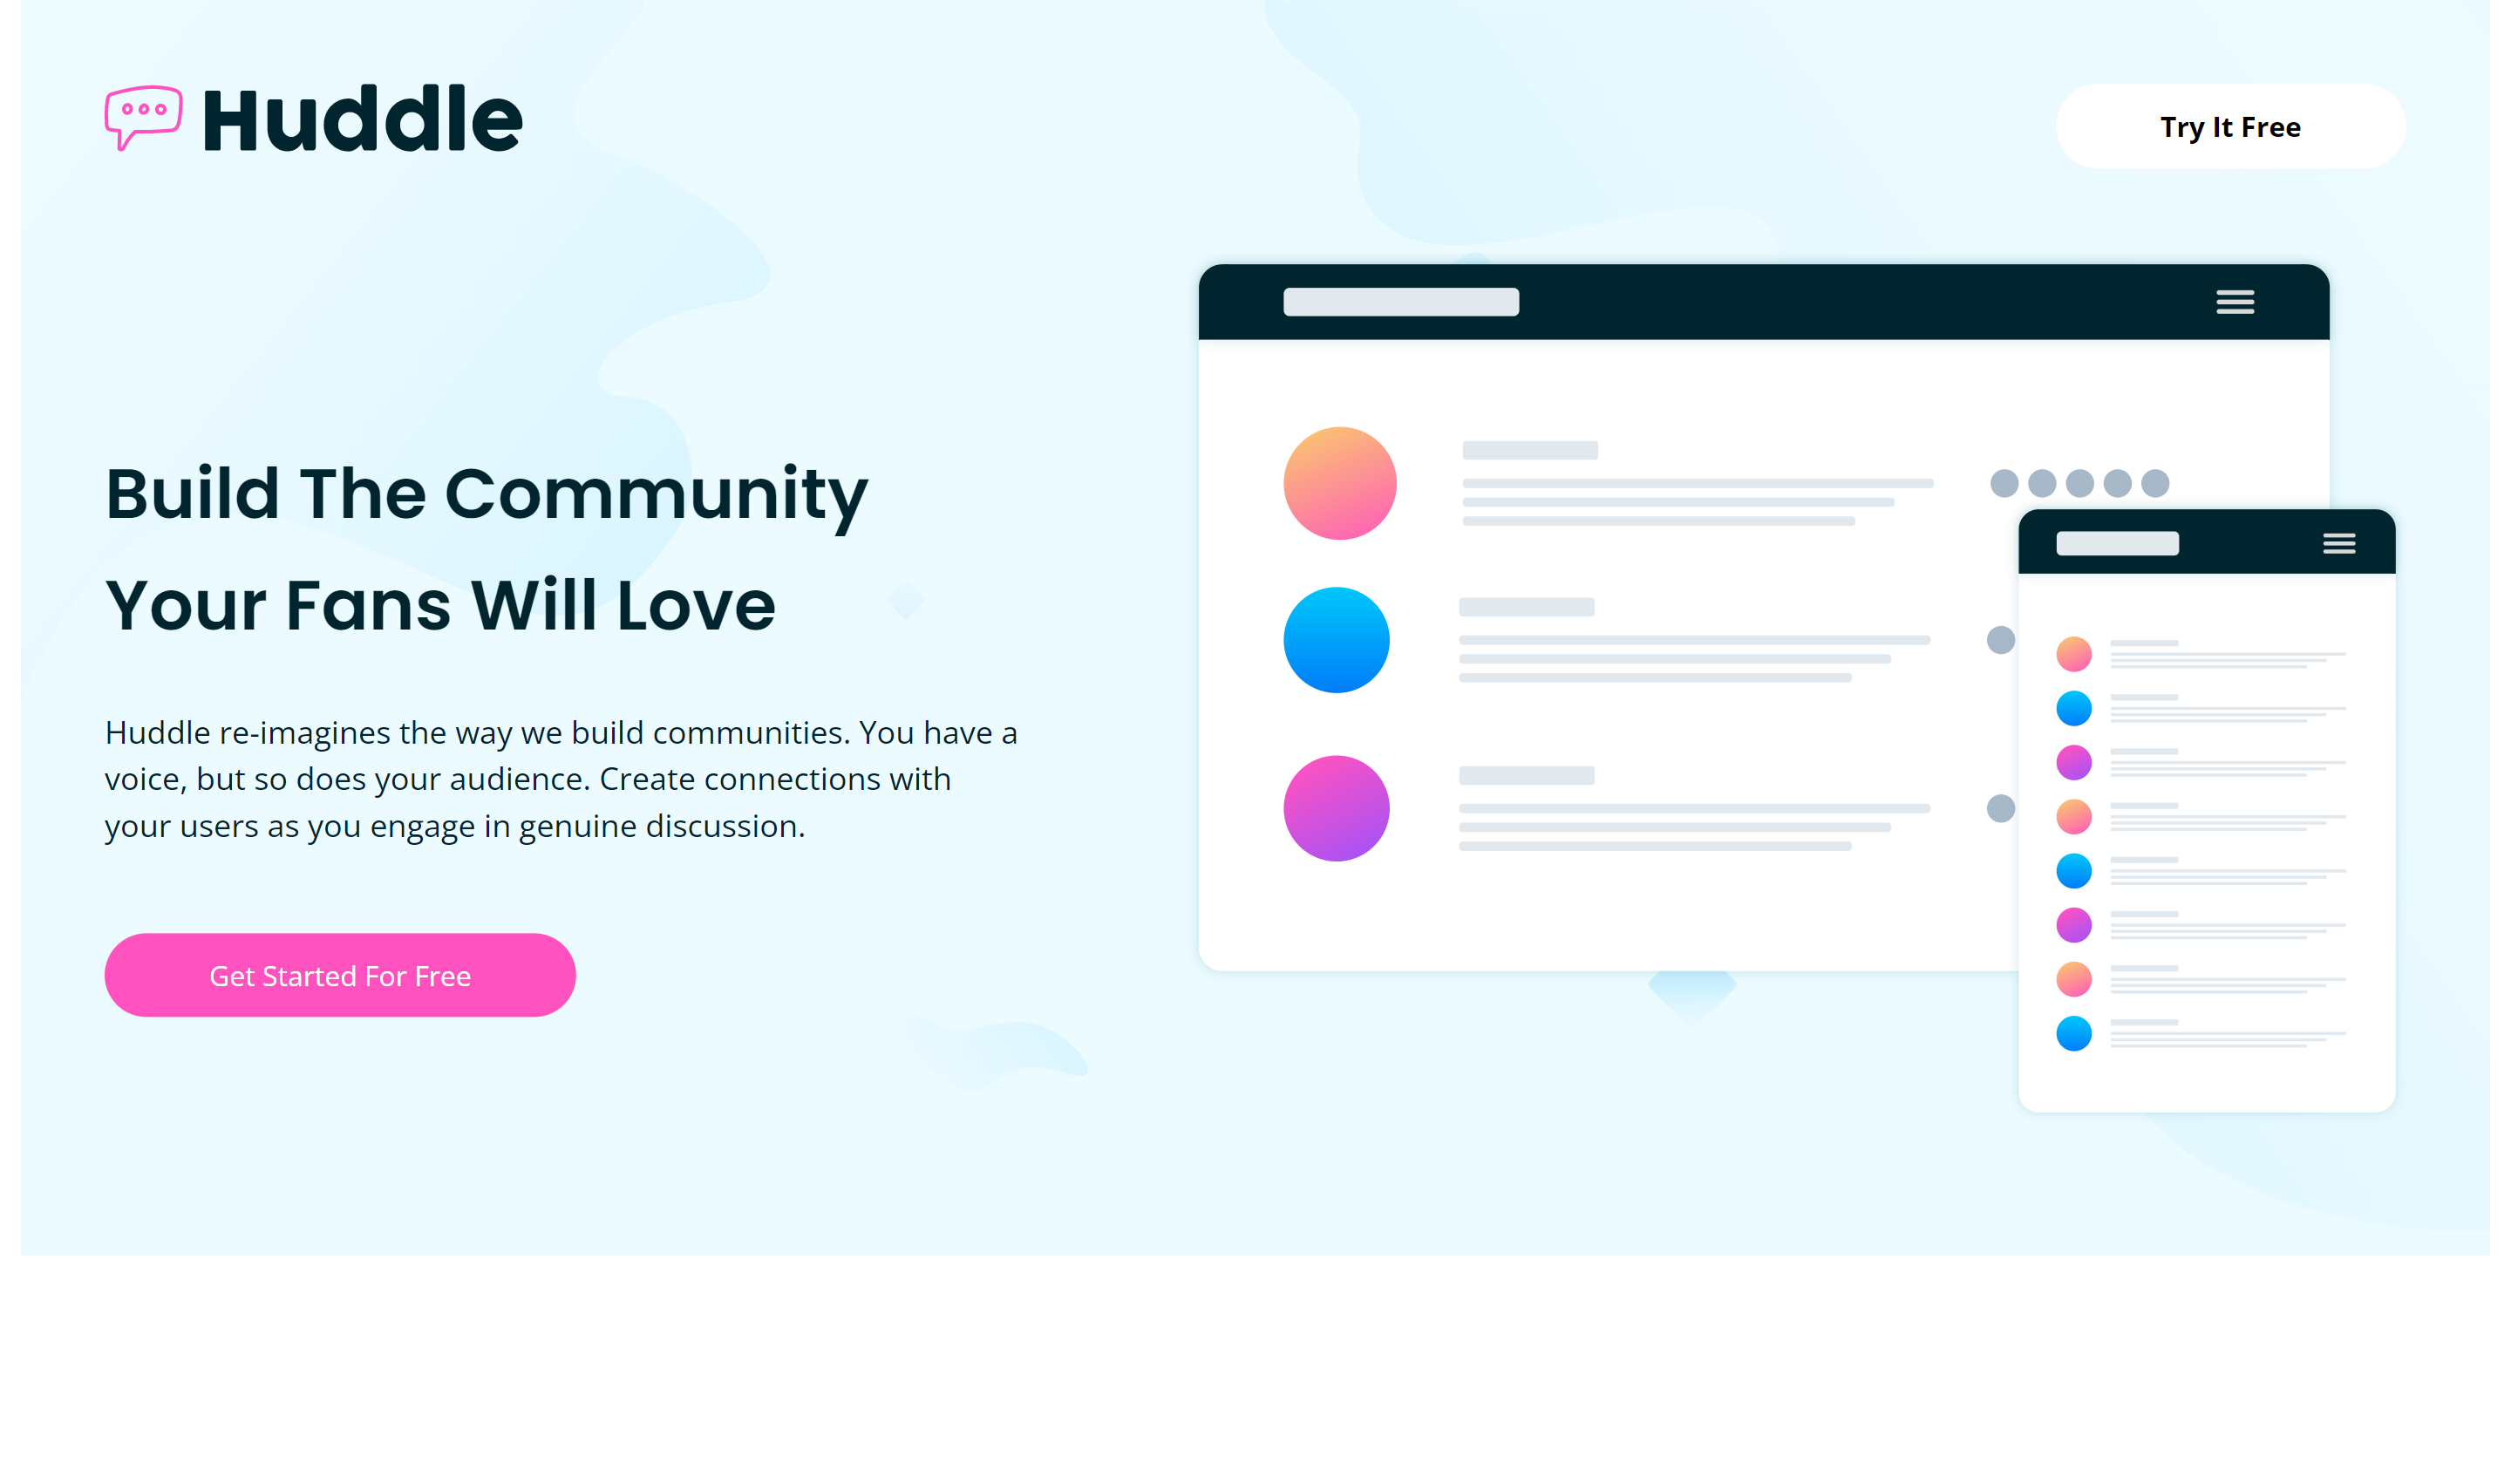 Huddle
Try It Free
Build The Community
Your Fans Will Love
Huddle re-imagines the way we build communities. You have a
voice, but so does your audience. Create connections with
your users as you engage in genuine discussion.
Get Started For Free